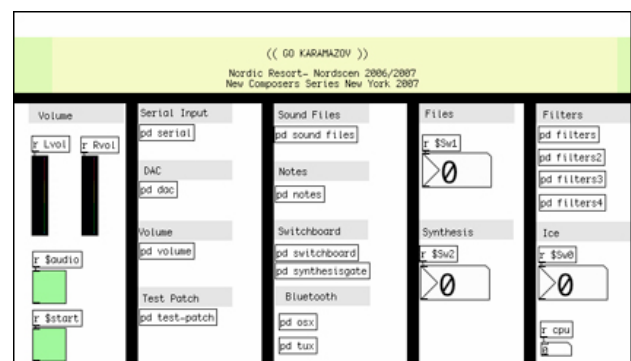 (( GO KARAMAZOV ))
Nordic Resort- Nordscen 2006/2007
New Composers Series New York 2007
Volume
r Lvol
r Rvol
r $audio
r $start
Serial Input
pd serial
DAC
pd dac
Volume
pd volume
Test Patch
pd test-patch
Sound Files
pd sound files
Notes
pd notes
Switchboard
pd switchboard
pd synthesisgate
Bluetooth
pd osx
pd tux
Files
r $Sw1
0
Synthesis
r $Sw2
0
Filters
pd filters
pd filters2
pd filters3
pd filters4
Ice
r $Sw0
0
r cpu